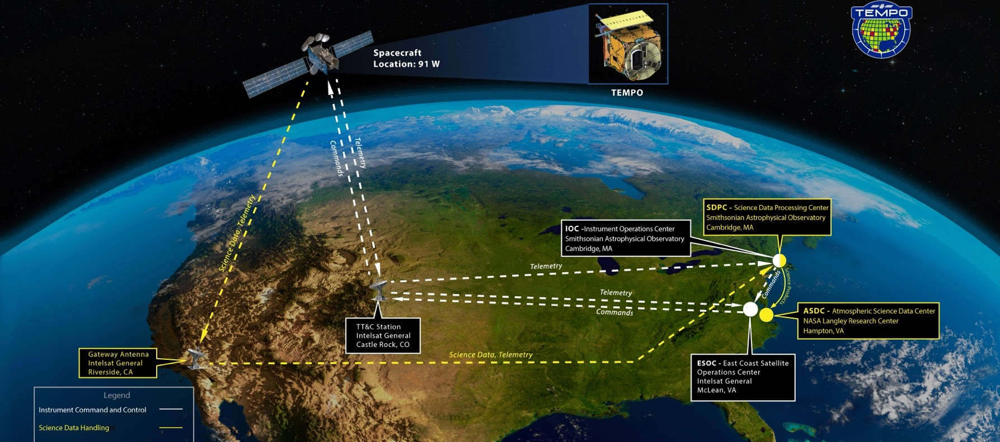 TEMPO
Spacecraft
Location: 91 W
TEMPO
Commands
Telemetry
Science Data, Telemetry
SDPC - Science Data Processing Center
Smithsonian Astrophysical Observatory
Cambridge, MA
IOC -Instrument Operations Center
Smithsonian Astrophysical Observatory
Cambridge, MA
Telemetry
Commands
Science Products
Telemetry
Commands
ASDC - Atmospheric Science Data Center
NASA Langley Research Center
Hampton, VA
TT&C Station
Intelsat General
Castle Rock, CO
Gateway Antenna
Intelsat General
Riverside, CA
Science Data, Telemetry
ESOC - East Coast Satellite
Operations Center
Intelsat General
McLean, VA
Legend
Instrument Command and Control
Science Data Handling